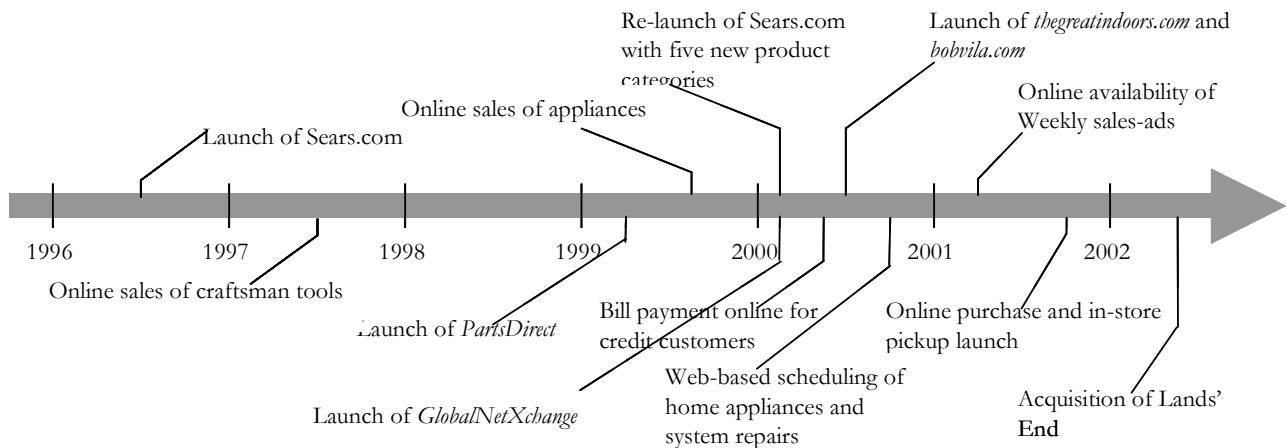 Re-launch of Sears.com
with five new product
categories
Launch of thegreatindoors.com and
bobvila.com
Online sales of appliances
Online availability of
Weekly sales-ads
Launch of Sears.com
1996
1997
1998
1999
2000
2001
2002
Online sales of craftsman tools
Launch of PartsDirect
Bill payment online for
credit customers
Online purchase and in-store
pickup launch
Launch of GlobalNetXchange
Web-based scheduling of
home appliances and
system repairs
Acquisition of Lands’
End